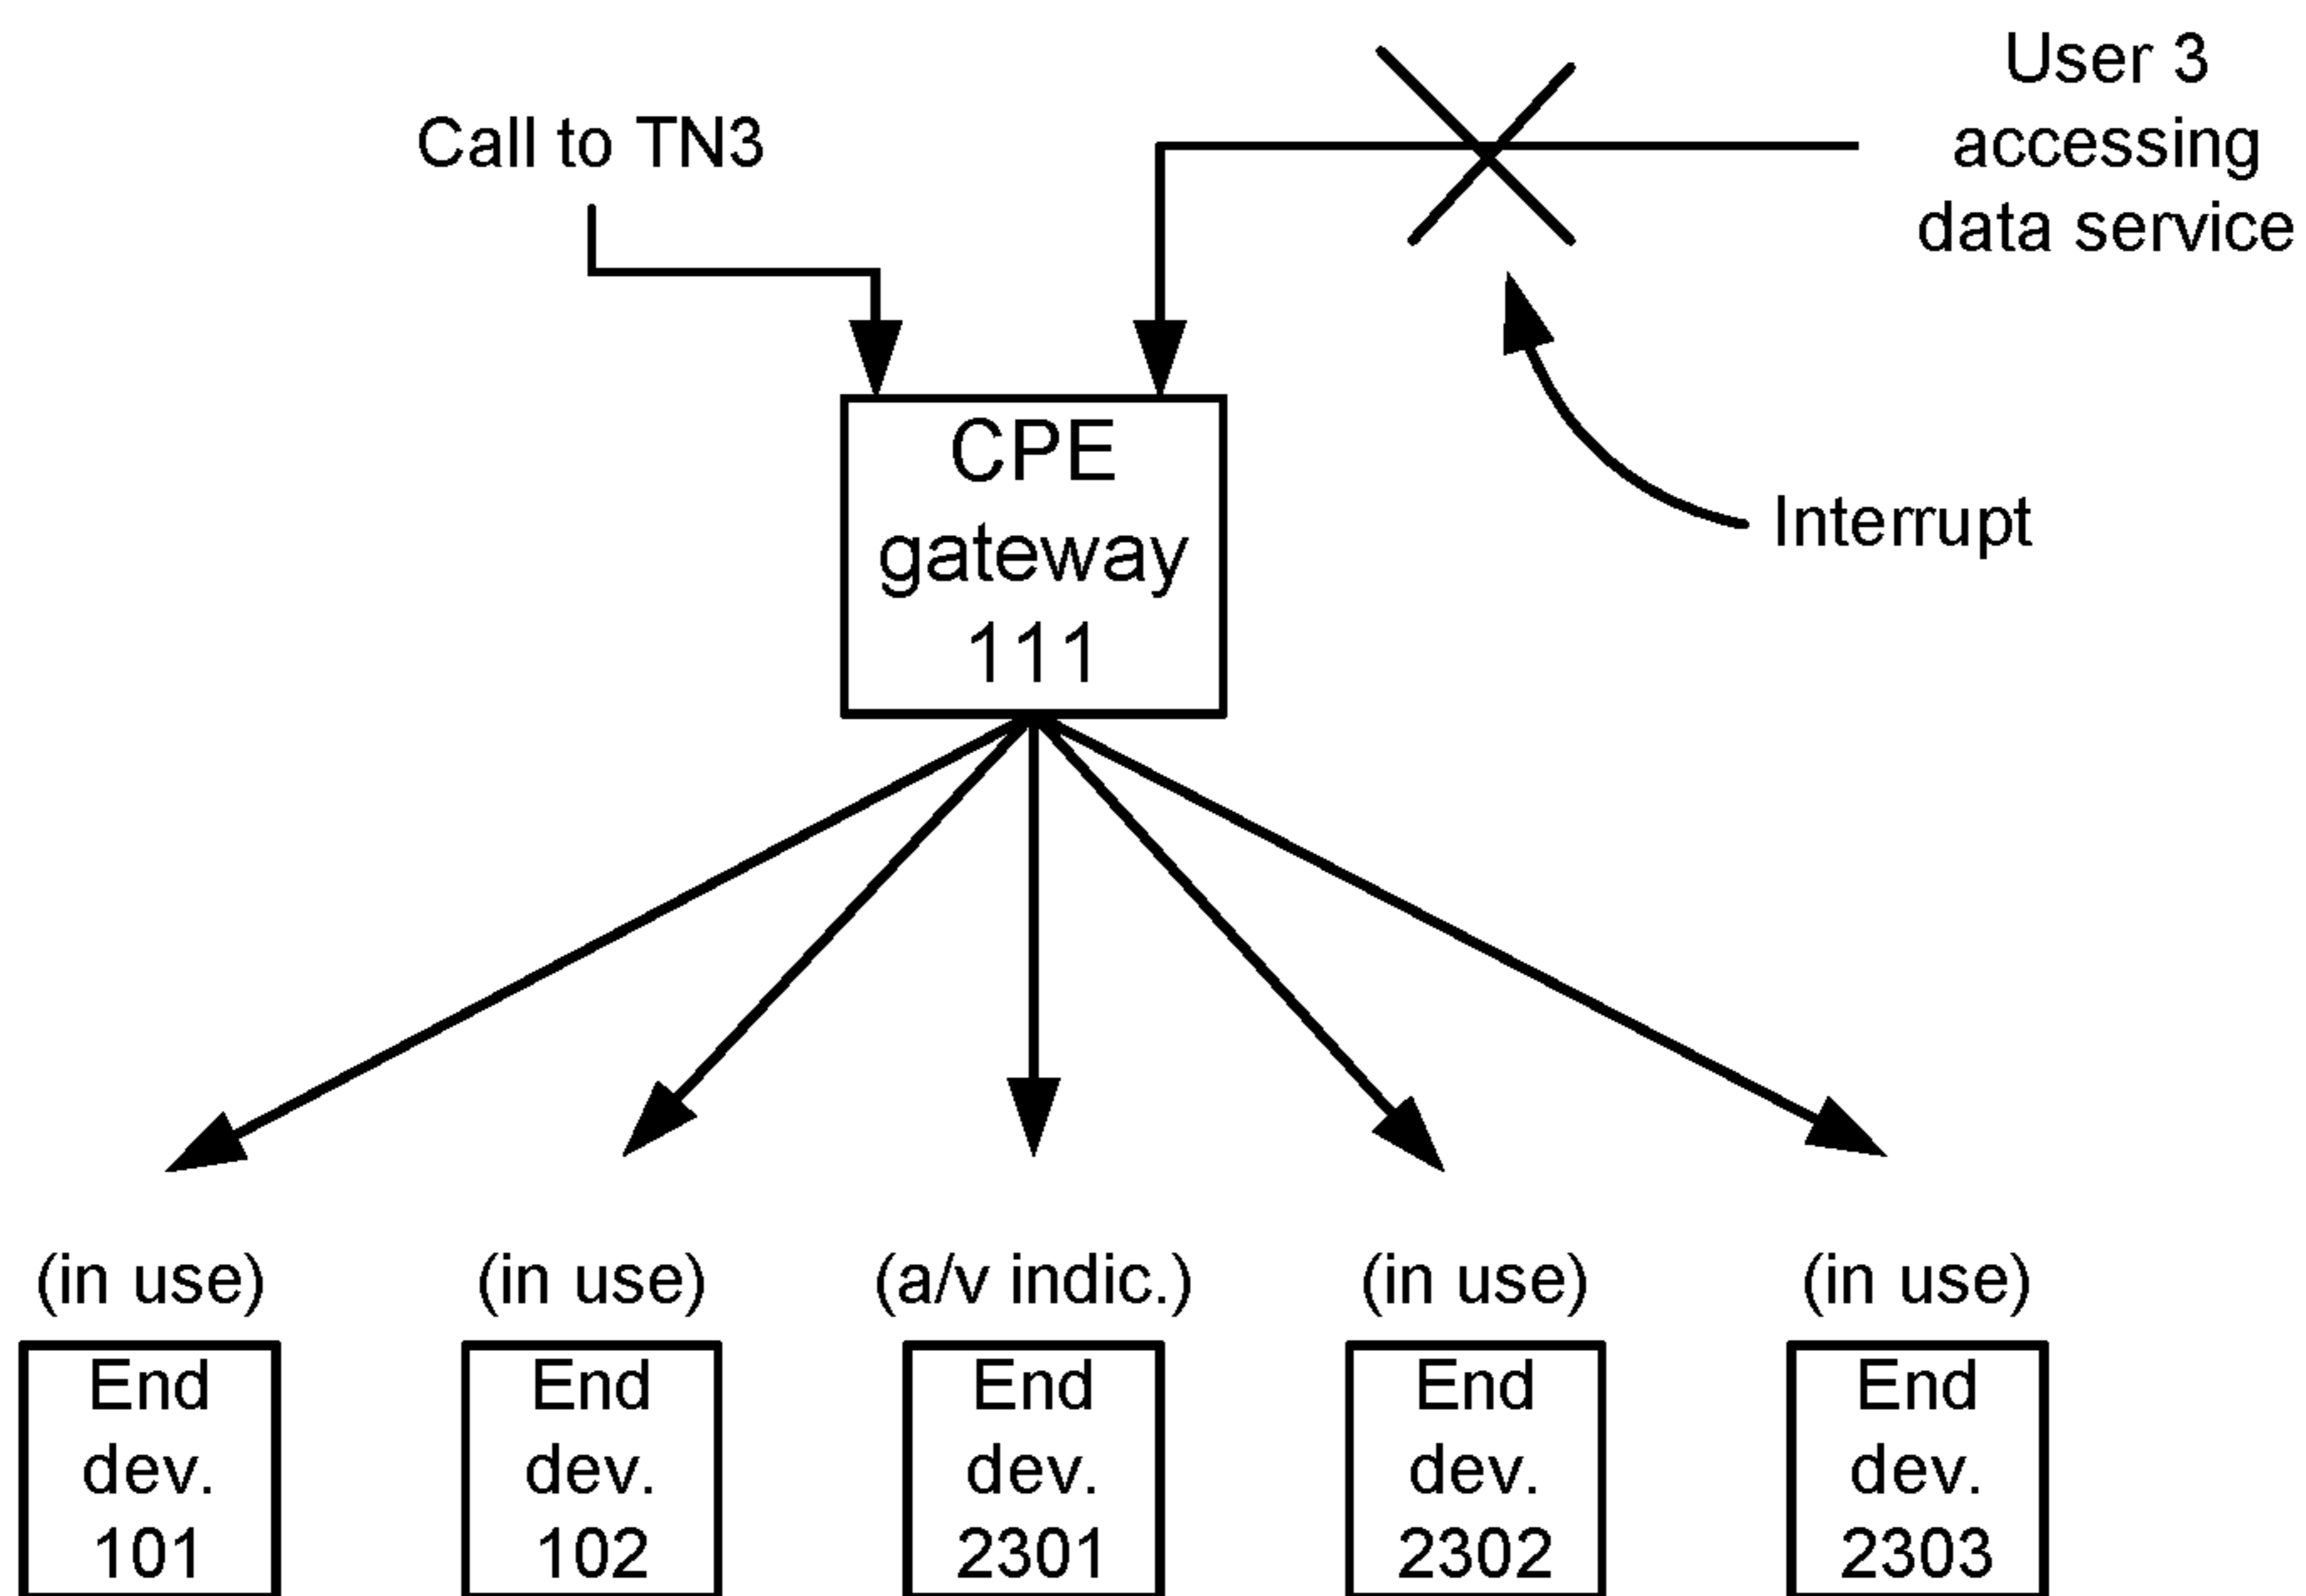 User 3
accessing
data service
Call to TN3
CPE
gateway
111
Interrupt
(in use)
(in use)
(a/v indic.)
(in use)
(in use)
End
dev.
101
End
dev.
102
End
dev.
2301
End
dev.
2302
End
dev.
2303